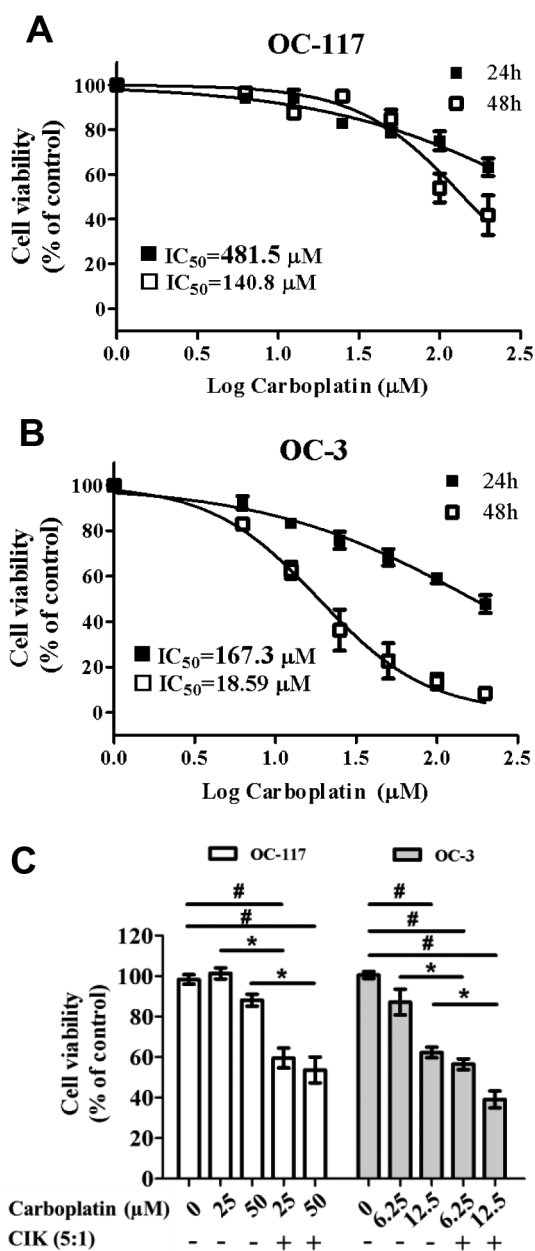 A
OC-117
24h
48h
Cell viability
(% of control)
100
80
60
40
20
0
IC50=481.5 µM
IC50=140.8 µM
0.0 0.5 1.0 1.5 2.0 2.5
Log Carboplatin (µM)
B
OC-3
24h
48h
Cell viability
(% of control)
100
80
60
40
20
0
IC50=167.3 µM
IC50=18.59 µM
0.0 0.5 1.0 1.5 2.0 2.5
Log Carboplatin (µM)
C
OC-117 OC-3
# #
# #
* #
* *
*
Cell viability
(% of control)
120
100
80
60
40
20
0
Carboplatin (µM) 0 25 50 25 50 0 6.25 12.5 6.25 12.5
CIK (5:1) - - - + + - - - + +